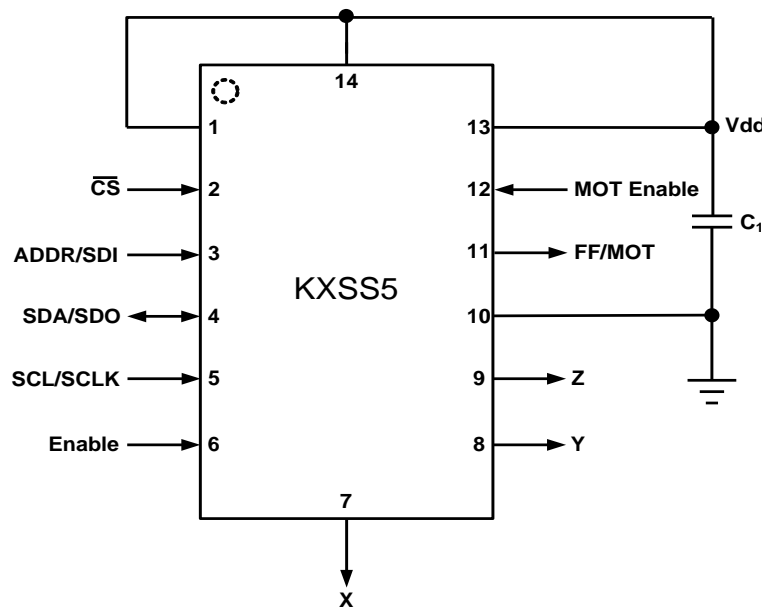 14
1
13
Vdd
C̅S̅
2
12
MOT Enable
C1
ADDR/SDI
3
11
FF/MOT
KXSS5
SDA/SDO
4
10
SCL/SCLK
5
9
Z
Enable
6
8
Y
7
X